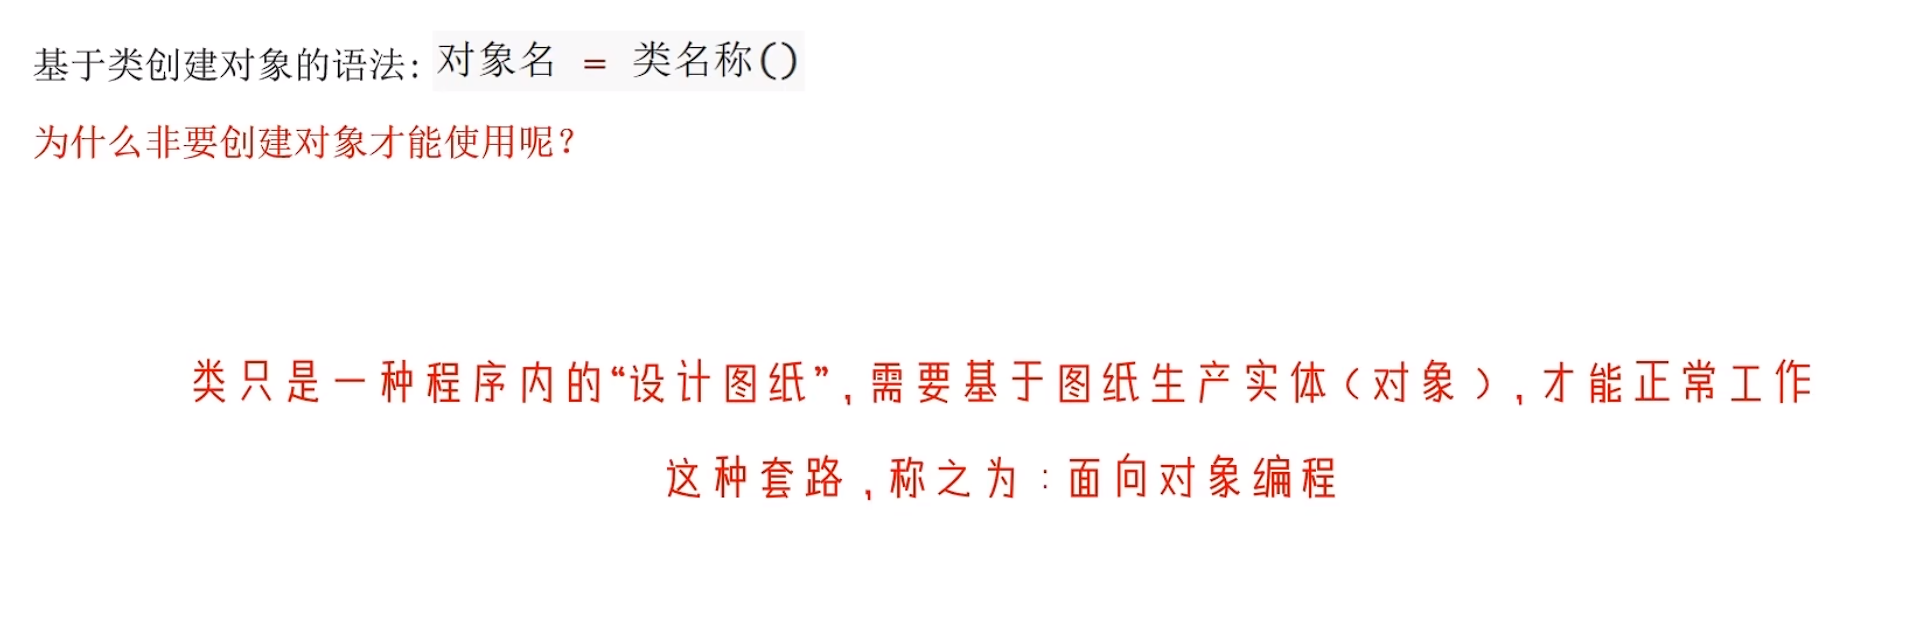 基于类创建对象的语法: 对象名 = 类名称()
为什么非要创建对象才能使用呢？
类只是一种程序内的“设计图纸”,需要基于图纸生产实体(对象),才能正常工作
这种套路,称之为:面向对象编程